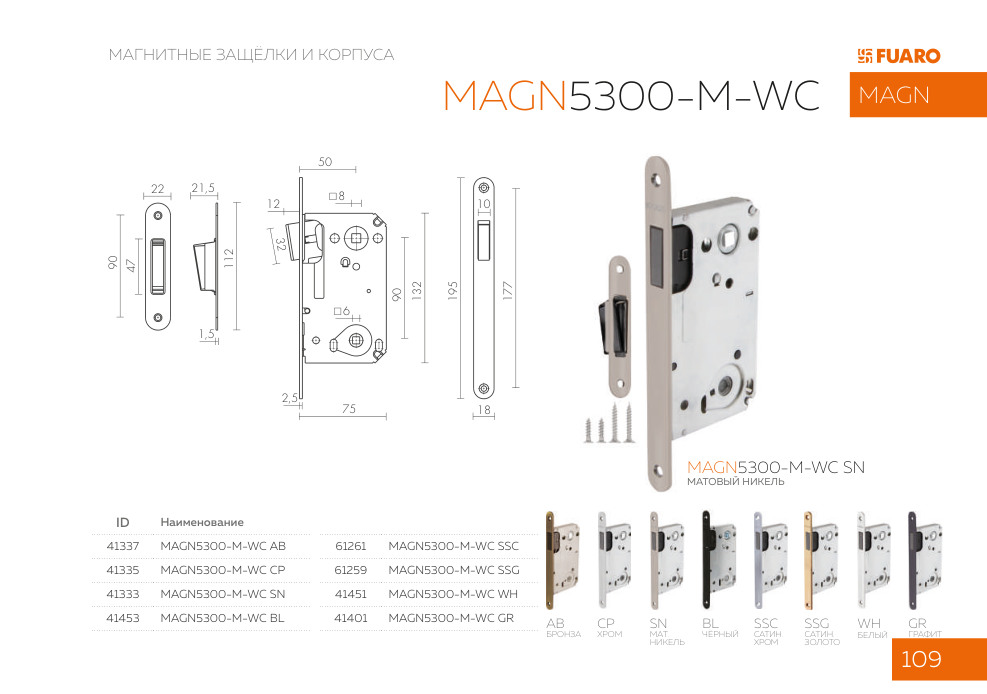 МАГНИТНЫЕ ЗАЩЁЛКИ И КОРПУСА
FUARO
MAGN5300-M-WC
MAGN
22
21,5
90
47
112
1,5
50
□8
12
32
□6
90
132
2,5
75
10
195
177
18
MAGN5300-M-WC SN
МАТОВЫЙ НИКЕЛЬ
ID Наименование
41337 MAGN5300-M-WC AB 61261 MAGN5300-M-WC SSC
41335 MAGN5300-M-WC CP 61259 MAGN5300-M-WC SSG
41333 MAGN5300-M-WC SN 41451 MAGN5300-M-WC WH
41453 MAGN5300-M-WC BL 41401 MAGN5300-M-WC GR
AB
БРОНЗА
CP
ХРОМ
SN
МАТ
НИКЕЛЬ
BL
ЧЕРНЫЙ
SSC
САТИН
ХРОМ
SSG
САТИН
ЗОЛОТО
WH
БЕЛЫЙ
GR
ГРАФИТ
109